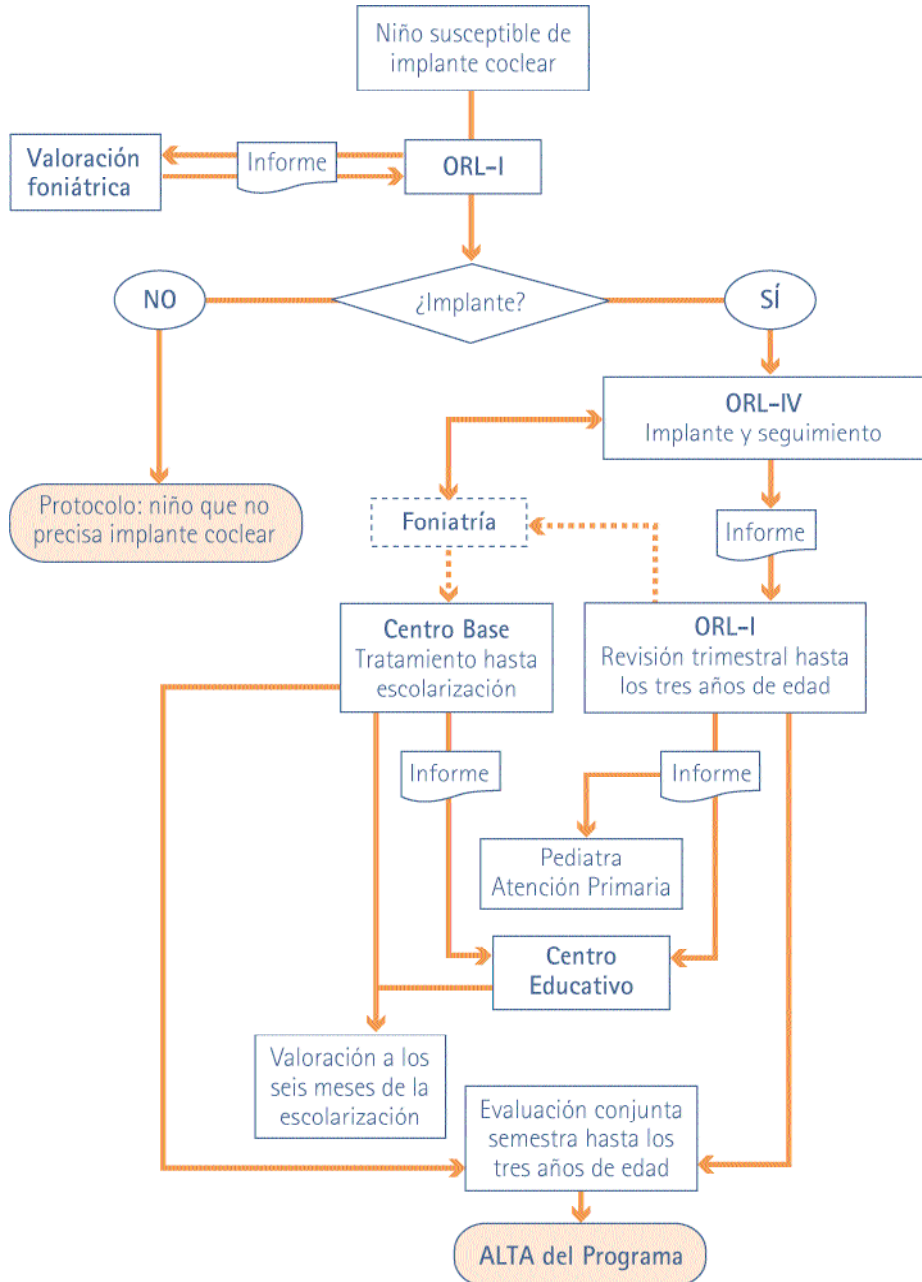 Niño susceptible de
implante coclear
Valoración
foniátrica
Informe
ORL-I
NO
¿Implante?
SÍ
ORL-IV
Implante y seguimiento
Protocolo: niño que no
precisa implante coclear
Foniatría
Informe
Centro Base
Tratamiento hasta
escolarización
ORL-I
Revisión trimestral hasta
los tres años de edad
Informe
Informe
Pediatra
Atención Primaria
Centro
Educativo
Valoración a los
seis meses de la
escolarización
Evaluación conjunta
semestra hasta los
tres años de edad
ALTA del Programa